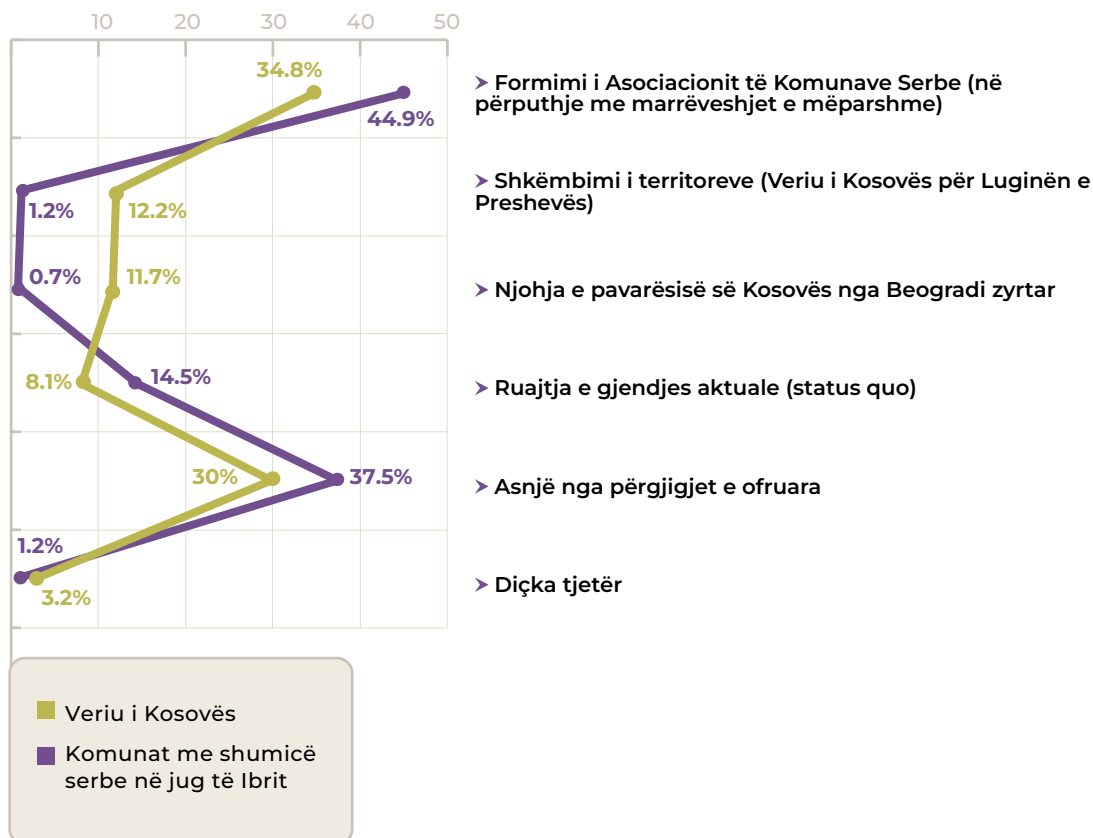 10 20 30 40 50
34.8%
44.9%
➤ Formimi i Asociacionit të Komunave Serbe (në
përputhje me marrëveshjet e mëparshme)
1.2% 12.2%
➤ Shkëmbimi i territoreve (Veriu i Kosovës për Luginën e
Preshevës)
0.7% 11.7%
➤ Njohja e pavarësisë së Kosovës nga Beogradi zyrtar
8.1% 14.5%
➤ Ruajtja e gjendjes aktuale (status quo)
30% 37.5%
➤ Asnjë nga përgjigjet e ofruara
1.2%
3.2%
➤ Diçka tjetër
Veriu i Kosovës
Komunat me shumicë
serbe në jug të Ibrit